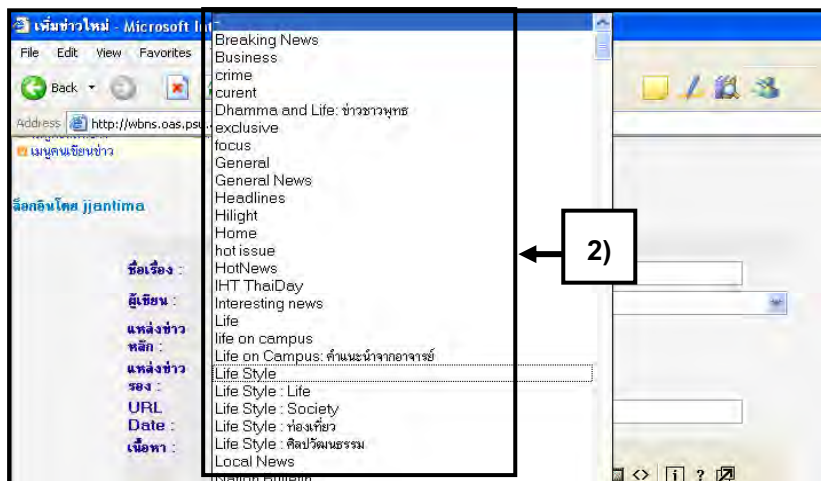 เพิ่มข่าวใหม่ - Microsoft Int
File Edit View Favorites
Back
Address http://wbns.oas.psu.
เมนูคนเขียนข่าว
ล็อกอินโดย jjantima
ชื่อเรื่อง :
ผู้เขียน :
แหล่งข่าว
หลัก :
แหล่งข่าว
รอง :
URL
Date :
เนื้อหา :
-
Breaking News
Business
crime
curent
Dhamma and Life: ข่าวชาวพุทธ
exclusive
focus
General
General News
Headlines
Hilight
Home
hot issue
HotNews
IHT ThaiDay
Interesting news
Life
life on campus
Life on Campus: คำแนะนำจากอาจารย์
Life Style
Life Style : Life
Life Style : Society
Life Style : ท่องเที่ยว
Life Style : ศิลปวัฒนธรรม
Local News
Nation Bulletin
2)